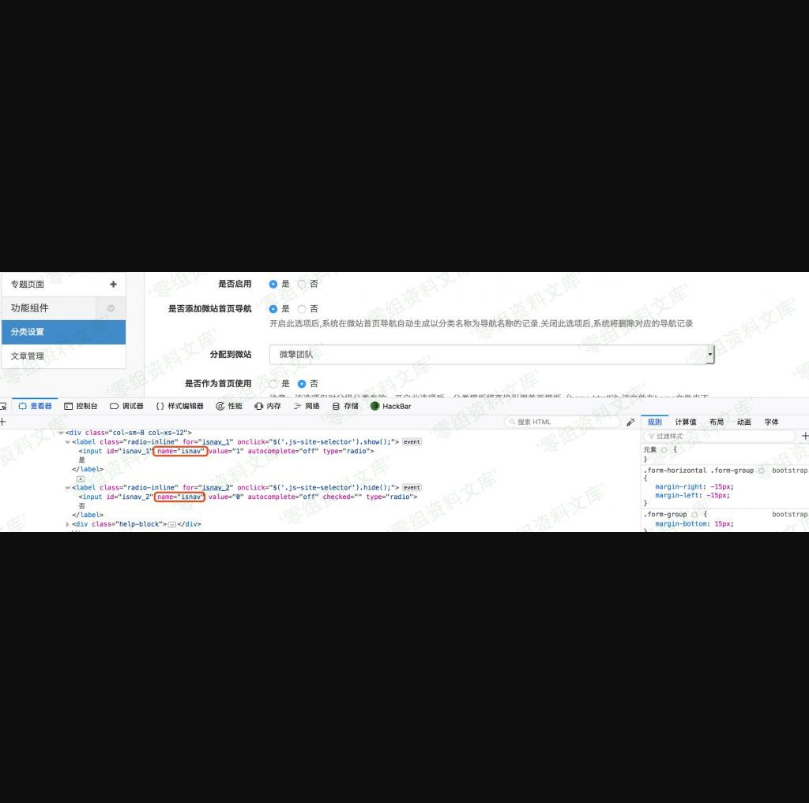 专题页面 +
是否启用 是 否
功能组件
是否添加微站首页导航 是 否
开启此选项后,系统在微站首页导航自动生成以分类名称为导航名称的记录.关闭此选项后,系统将删除对应的导航记录
分类设置
文章管理
分配到微站 微擎团队
是否作为首页使用 是 否
查看器 控制台 调试器 {} 样式编辑器 性能 内存 网络 存储 HackBar
+ 搜索 HTML 规则 计算值 布局 动画 字体
<div class="col-sm-8 col-xs-12">
<label class="radio-inline" for="isnav_1" onclick="$('.js-site-selector').show();"> event
<input id="isnav_1" name="isnav" value="1" autocomplete="off" type="radio">
是
</label>
<label class="radio-inline" for="isnav_2" onclick="$('.js-site-selector').hide();"> event
<input id="isnav_2" name="isnav" value="0" autocomplete="off" checked="" type="radio">
否
</label>
<div class="help-block"></div>
过滤样式 +
元素 {
}
.form-horizontal .form-group bootstrap
{
margin-right: -15px;
margin-left: -15px;
}
.form-group { bootstrap
margin-bottom: 15px;
零组资料文库